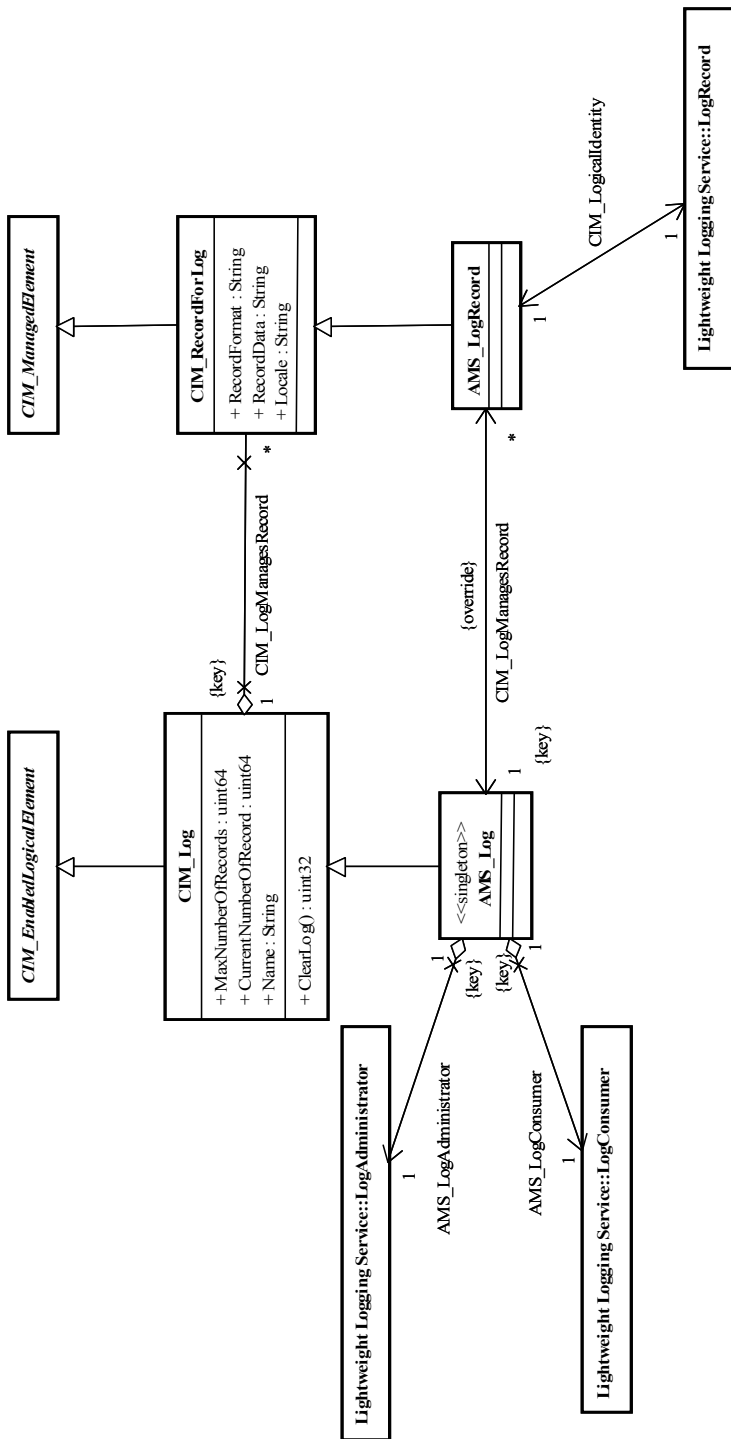 CIM_EnabledLogicalElement
CIM_ManagedElement
CIM_Log
+ MaxNumberOfRecords : uint64
+ CurrentNumberOfRecord : uint64
+ Name : String
+ ClearLog() : uint32
{key}
1
CIM_LogManagesRecord
*
CIM_RecordForLog
+ RecordFormat : String
+ RecordData : String
+ Locale : String
Lightweight Logging Service::LogAdministrator
1
AMS_LogAdministrator
1
{key}
<<singleton>>
AMS_Log
1
{key}
{override}
CIM_LogManagesRecord
*
AMS_LogRecord
1
CIM_LogicalIdentity
1
{key}
1
AMS_LogConsumer
1
Lightweight Logging Service::LogConsumer
Lightweight Logging Service::LogRecord